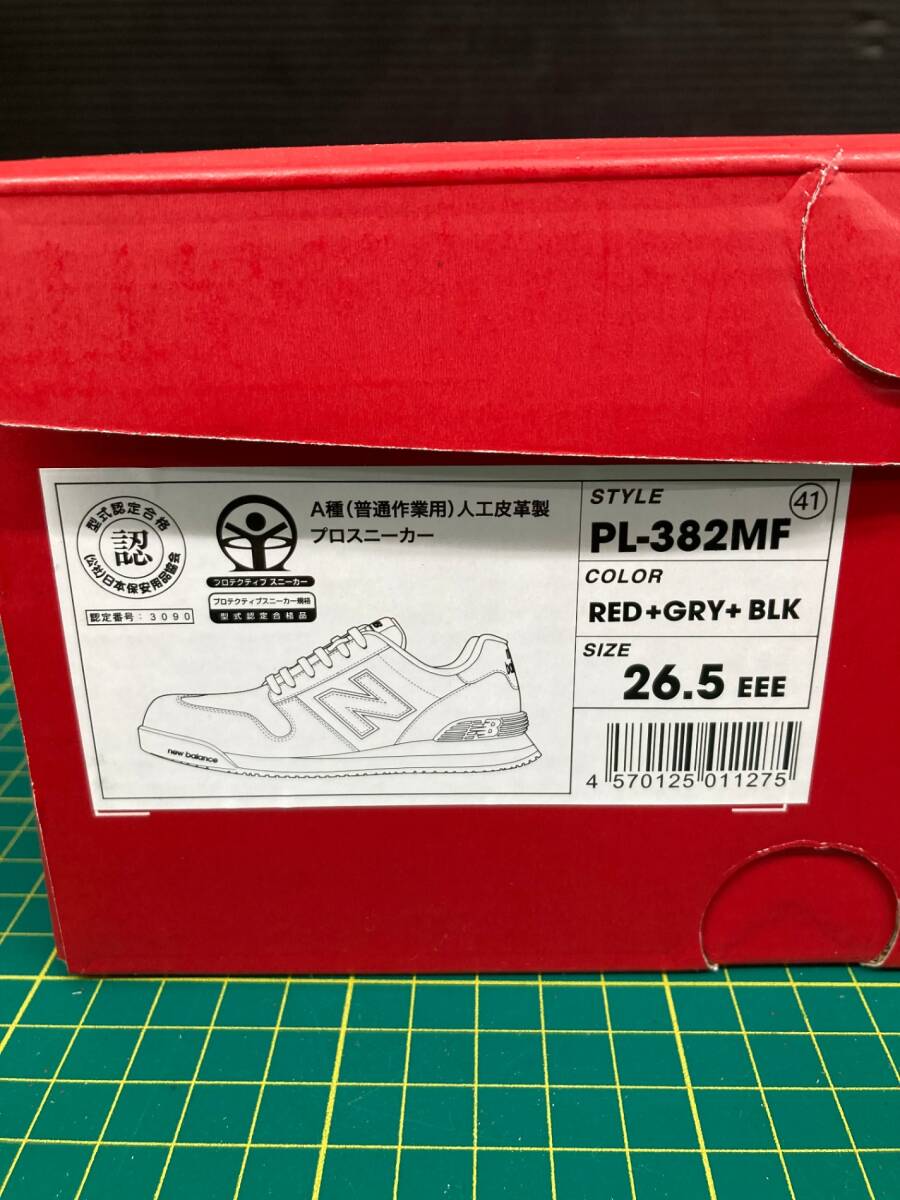 型式認定合格
認
(公社)日本保安用品協会
認定番号：3090
プロテクティブ スニーカー
プロテクティブスニーカー規格
型式認定合格品
A種(普通作業用)人工皮革製
プロスニーカー
N
NB
new balance
STYLE
41
PL-382MF
COLOR
RED+GRY+ BLK
SIZE
26.5 EEE
4 570125 011275